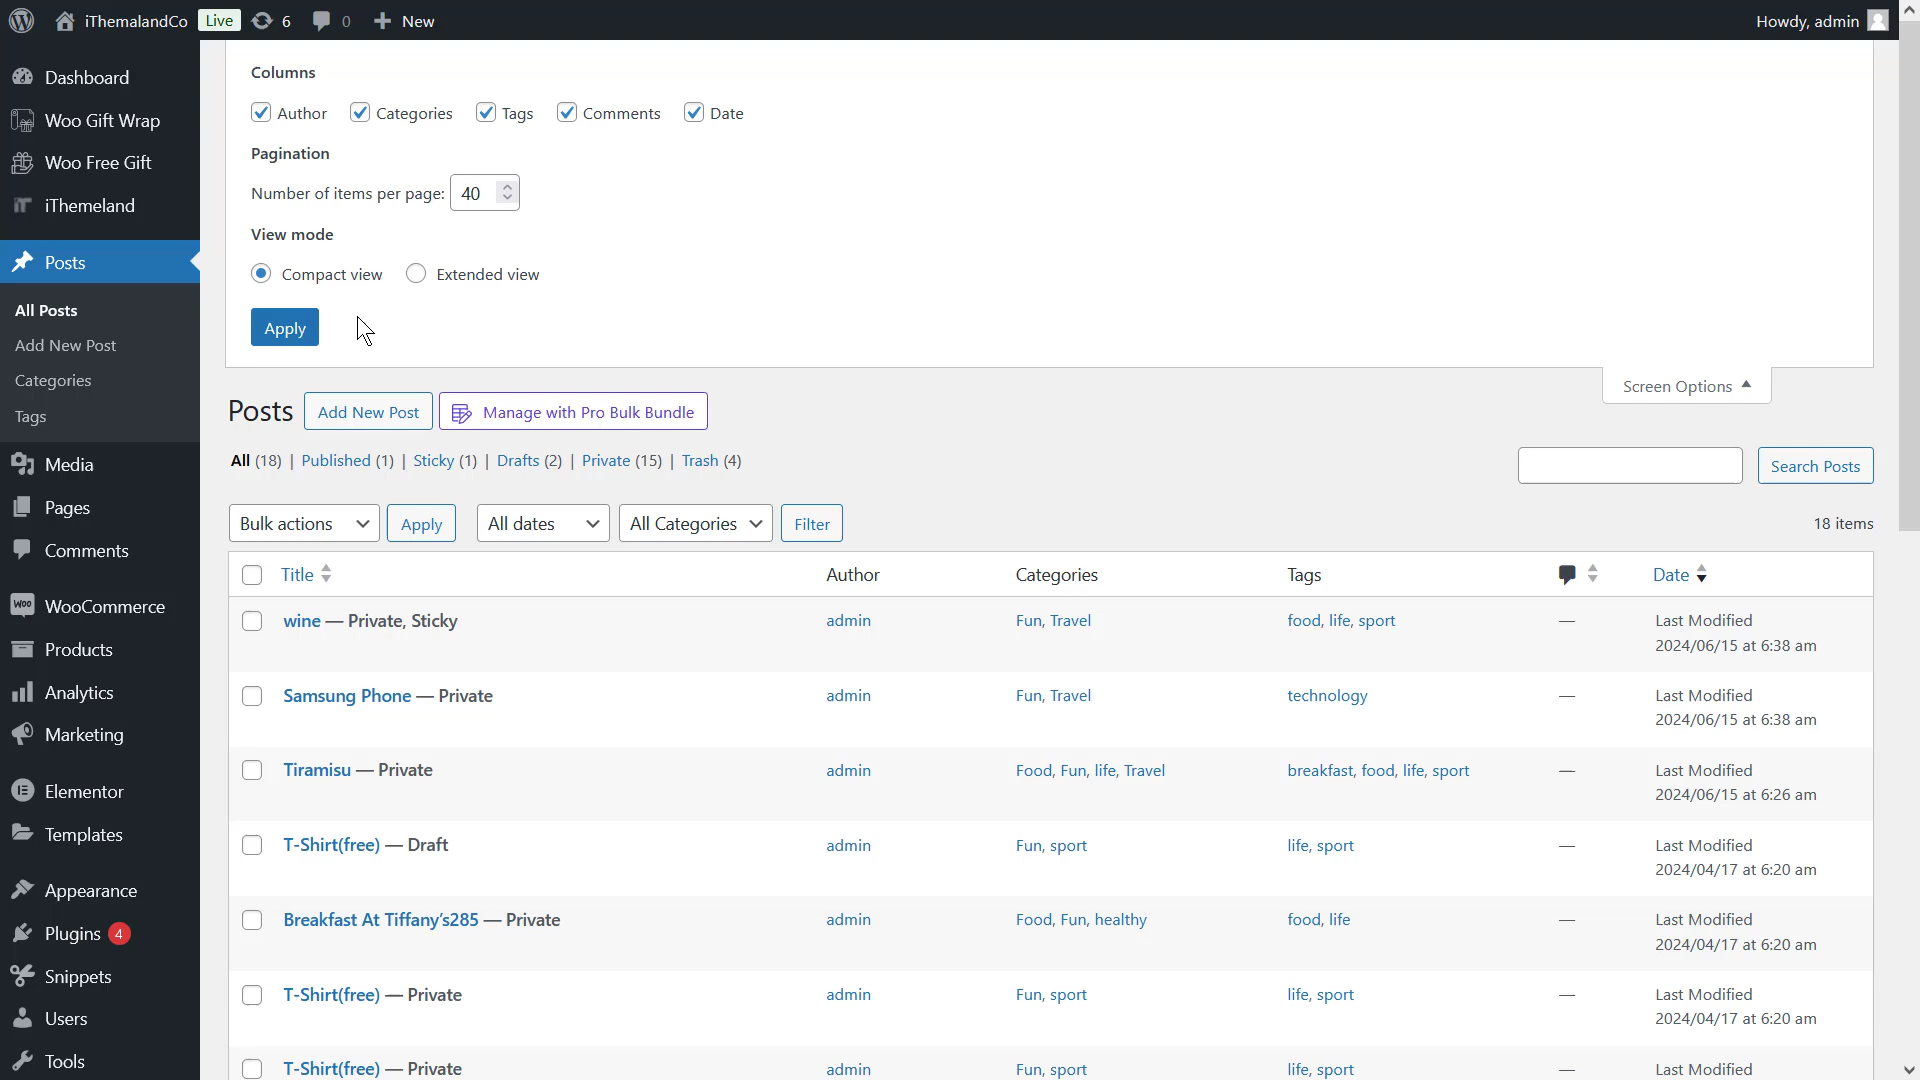 iThemalandCo Live 6 0 New Howdy, admin
Dashboard
Woo Gift Wrap
Woo Free Gift
iThemeland
Posts
All Posts
Add New Post
Categories
Tags
Media
Pages
Comments
WooCommerce
Products
Analytics
Marketing
Elementor
Templates
Appearance
Plugins 4
Snippets
Users
Tools
Columns
Author Categories Tags Comments Date
Pagination
Number of items per page: 40
View mode
Compact view Extended view
Apply
Screen Options
Posts Add New Post Manage with Pro Bulk Bundle
All (18) | Published (1) | Sticky (1) | Drafts (2) | Private (15) | Trash (4)
Search Posts
Bulk actions Apply All dates All Categories Filter 18 items
Title Author Categories Tags Date
wine — Private, Sticky admin Fun, Travel food, life, sport — Last Modified
2024/06/15 at 6:38 am
Samsung Phone — Private admin Fun, Travel technology — Last Modified
2024/06/15 at 6:38 am
Tiramisu — Private admin Food, Fun, life, Travel breakfast, food, life, sport — Last Modified
2024/06/15 at 6:26 am
T-Shirt(free) — Draft admin Fun, sport life, sport — Last Modified
2024/04/17 at 6:20 am
Breakfast At Tiffany’s285 — Private admin Food, Fun, healthy food, life — Last Modified
2024/04/17 at 6:20 am
T-Shirt(free) — Private admin Fun, sport life, sport — Last Modified
2024/04/17 at 6:20 am
T-Shirt(free) — Private admin Fun, sport life, sport — Last Modified